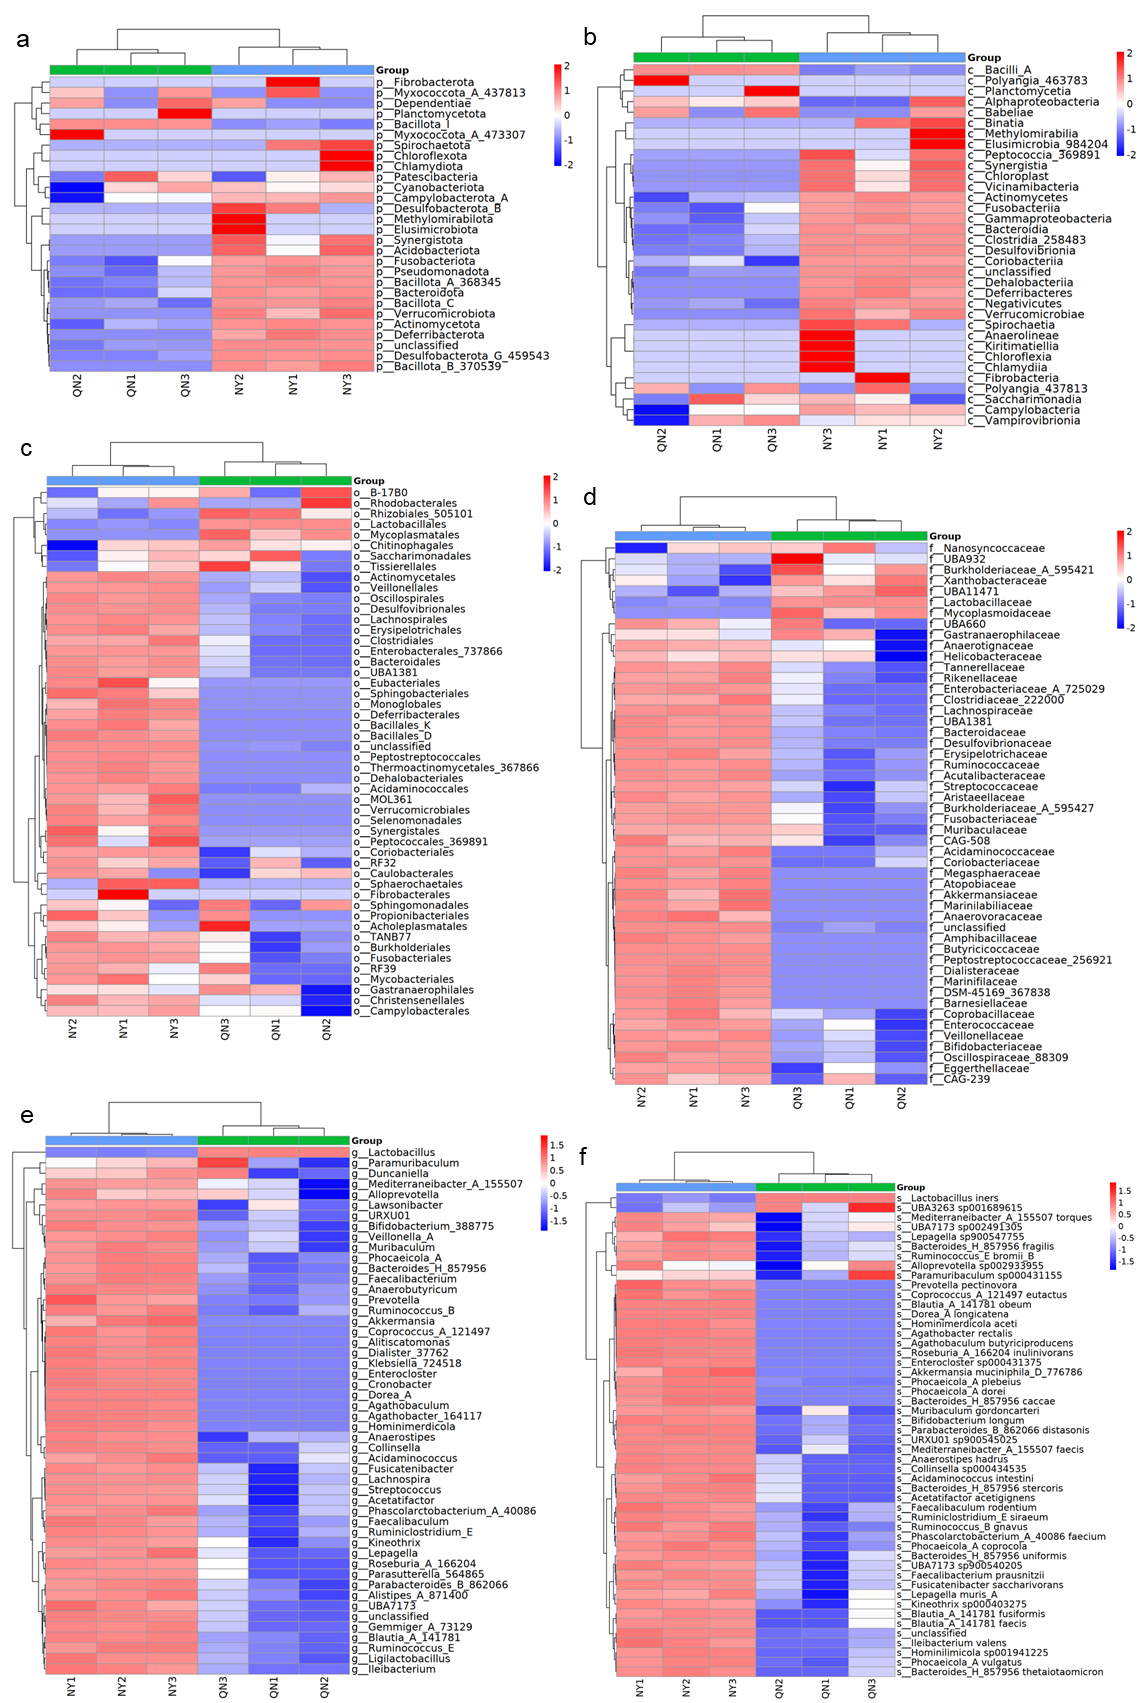 a
Group
p__Fibrobacterota
p__Myxococcota_A_437813
p__Dependentiae
p__Planctomycetota
p__Bacillota_I
p__Myxococcota_A_473307
p__Spirochaetota
p__Chloroflexota
p__Chlamydiota
p__Patescibacteria
p__Cyanobacteriota
p__Campylobacterota_A
p__Desulfobacterota_B
p__Methylomirabilota
p__Elusimicrobiota
p__Synergistota
p__Acidobacteriota
p__Fusobacteriota
p__Pseudomonadota
p__Bacillota_A_368345
p__Bacteroidota
p__Bacillota_C
p__Verrucomicrobiota
p__Actinomycetota
p__Deferribacterota
p__unclassified
p__Desulfobacterota_G_459543
p__Bacillota_B_370539
QN2 QN1 QN3 NY2 NY1 NY3
2
1
0
-1
-2
b
Group
c__Bacilli_A
c__Polyangia_463783
c__Planctomycetia
c__Alphaproteobacteria
c__Babeliae
c__Binatia
c__Methylomirabilia
c__Elusimicrobia_984204
c__Peptococcia_369891
c__Synergistia
c__Chloroplast
c__Vicinamibacteria
c__Actinomycetes
c__Fusobacteriia
c__Gammaproteobacteria
c__Bacteroidia
c__Clostridia_258483
c__Desulfovibrionia
c__Coriobacteriia
c__unclassified
c__Dehalobacteriia
c__Deferribacteres
c__Negativicutes
c__Verrucomicrobiae
c__Spirochaetia
c__Anaerolineae
c__Kiritimatiellia
c__Chloroflexia
c__Chlamydiia
c__Fibrobacteria
c__Polyangia_437813
c__Saccharimonadia
c__Campylobacteria
c__Vampirovibrionia
QN2 QN1 QN3 NY3 NY1 NY2
2
1
0
-1
-2
c
Group
o__B-17B0
o__Rhodobacterales
o__Rhizobiales_505101
o__Lactobacillales
o__Mycoplasmatales
o__Chitinophagales
o__Saccharimonadales
o__Tissierellales
o__Actinomycetales
o__Veillonellales
o__Oscillospirales
o__Desulfovibrionales
o__Lachnospirales
o__Erysipelotrichales
o__Clostridiales
o__Enterobacterales_737866
o__Bacteroidales
o__UBA1381
o__Eubacteriales
o__Sphingobacteriales
o__Monoglobales
o__Deferribacterales
o__Bacillales_K
o__Bacillales_D
o__unclassified
o__Peptostreptococcales
o__Thermoactinomycetales_367866
o__Dehalobacteriales
o__Acidaminococcales
o__MOL361
o__Verrucomicrobiales
o__Selenomonadales
o__Synergistales
o__Peptococcales_369891
o__Coriobacteriales
o__RF32
o__Caulobacterales
o__Sphaerochaetales
o__Fibrobacterales
o__Sphingomonadales
o__Propionibacteriales
o__Acholeplasmatales
o__TANB77
o__Burkholderiales
o__Fusobacteriales
o__RF39
o__Mycobacteriales
o__Gastranaerophilales
o__Christensenellales
o__Campylobacterales
NY2 NY1 NY3 QN3 QN1 QN2
2
1
0
-1
-2
d
Group
f__Nanosyncoccaceae
f__UBA932
f__Burkholderiaceae_A_595421
f__Xanthobacteraceae
f__UBA11471
f__Lactobacillaceae
f__Mycoplasmoidaceae
f__UBA660
f__Gastranaerophilaceae
f__Anaerotignaceae
f__Helicobacteraceae
f__Tannerellaceae
f__Rikenellaceae
f__Enterobacteriaceae_A_725029
f__Clostridiaceae_222000
f__Lachnospiraceae
f__UBA1381
f__Bacteroidaceae
f__Desulfovibrionaceae
f__Erysipelotrichaceae
f__Ruminococcaceae
f__Acutalibacteraceae
f__Streptococcaceae
f__Aristaeellaceae
f__Burkholderiaceae_A_595427
f__Fusobacteriaceae
f__Muribaculaceae
f__CAG-508
f__Acidaminococcaceae
f__Coriobacteriaceae
f__Megasphaeraceae
f__Atopobiaceae
f__Akkermansiaceae
f__Marinilabiliaceae
f__Anaerovoracaceae
f__unclassified
f__Amphibacillaceae
f__Butyricicoccaceae
f__Peptostreptococcaceae_256921
f__Dialisteraceae
f__Marinifilaceae
f__DSM-45169_367838
f__Barnesiellaceae
f__Coprobacillaceae
f__Enterococcaceae
f__Veillonellaceae
f__Bifidobacteriaceae
f__Oscillospiraceae_88309
f__Eggerthellaceae
f__CAG-239
NY2 NY1 NY3 QN3 QN1 QN2
2
1
0
-1
-2
e
Group
g__Lactobacillus
g__Paramuribaculum
g__Duncaniella
g__Mediterraneibacter_A_155507
g__Alloprevotella
g__Lawsonibacter
g__URXU01
g__Bifidobacterium_388775
g__Veillonella_A
g__Muribaculum
g__Phocaeicola_A
g__Bacteroides_H_857956
g__Faecalibacterium
g__Anaerobutyricum
g__Prevotella
g__Ruminococcus_B
g__Akkermansia
g__Coprococcus_A_121497
g__Alitiscatomonas
g__Dialister_37762
g__Klebsiella_724518
g__Enterocloster
g__Cronobacter
g__Dorea_A
g__Agathobaculum
g__Agathobacter_164117
g__Hominimerdicola
g__Anaerostipes
g__Collinsella
g__Acidaminococcus
g__Fusicatenibacter
g__Lachnospira
g__Streptococcus
g__Acetatifactor
g__Phascolarctobacterium_A_40086
g__Faecalibaculum
g__Ruminiclostridium_E
g__Kineothrix
g__Lepagella
g__Roseburia_A_166204
g__Parasutterella_564865
g__Parabacteroides_B_862066
g__Alistipes_A_871400
g__UBA7173
g__unclassified
g__Gemmiger_A_73129
g__Blautia_A_141781
g__Ruminococcus_E
g__Ligilactobacillus
g__Ileibacterium
NY1 NY2 NY3 QN3 QN1 QN2
1.5
1
0.5
0
-0.5
-1
-1.5
f
Group
s__Lactobacillus iners
s__UBA3263 sp001689615
s__Mediterraneibacter_A_155507 torques
s__UBA7173 sp002491305
s__Lepagella sp900547755
s__Bacteroides_H_857956 fragilis
s__Ruminococcus_E bromii_B
s__Alloprevotella sp002933955
s__Paramuribaculum sp000431155
s__Prevotella pectinovora
s__Coprococcus_A_121497 eutactus
s__Blautia_A_141781 obeum
s__Dorea_A longicatena
s__Hominimerdicola aceti
s__Agathobacter rectalis
s__Agathobaculum butyriciproducens
s__Roseburia_A_166204 inulinivorans
s__Enterocloster sp000431375
s__Akkermansia muciniphila_D_776786
s__Phocaeicola_A plebeius
s__Phocaeicola_A dorei
s__Bacteroides_H_857956 caccae
s__Muribaculum gordoncarteri
s__Bifidobacterium longum
s__Parabacteroides_B_862066 distasonis
s__URXU01 sp900545025
s__Mediterraneibacter_A_155507 faecis
s__Anaerostipes hadrus
s__Collinsella sp000434535
s__Acidaminococcus intestini
s__Bacteroides_H_857956 stercoris
s__Acetatifactor acetigignens
s__Faecalibaculum rodentium
s__Ruminiclostridium_E siraeum
s__Ruminococcus_B gnavus
s__Phascolarctobacterium_A_40086 faecium
s__Phocaeicola_A coprocola
s__Bacteroides_H_857956 uniformis
s__UBA7173 sp900540205
s__Faecalibacterium prausnitzii
s__Fusicatenibacter saccharivorans
s__Lepagella muris_A
s__Kineothrix sp000403275
s__Blautia_A_141781 fusiformis
s__Blautia_A_141781 faecis
s__unclassified
s__Ileibacterium valens
s__Hominilimicola sp001941225
s__Phocaeicola_A vulgatus
s__Bacteroides_H_857956 thetaiotaomicron
NY1 NY2 NY3 QN2 QN1 QN3
1.5
1
0.5
0
-0.5
-1
-1.5